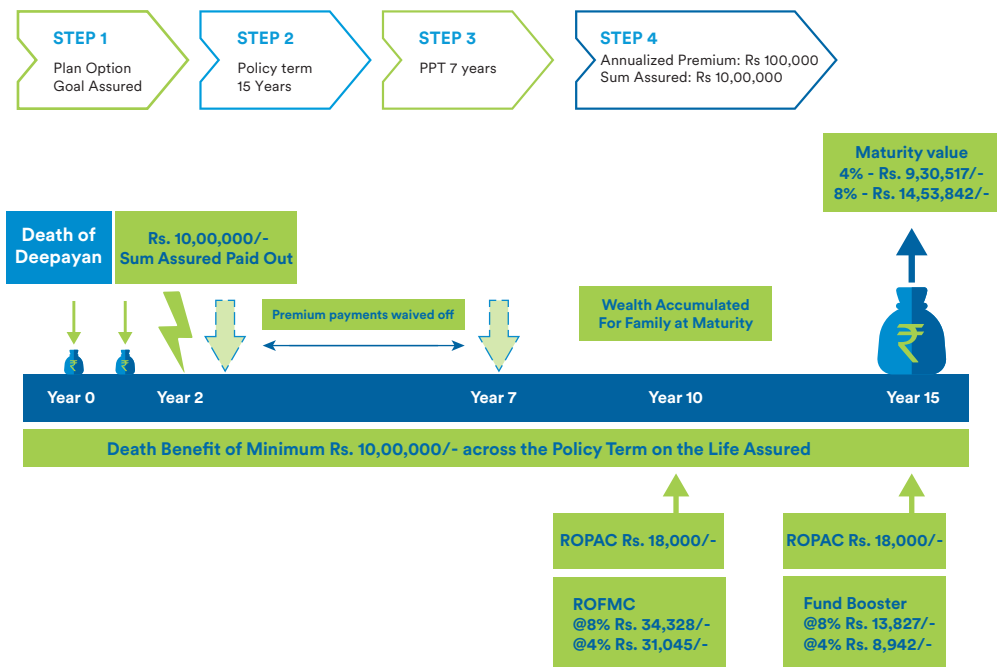 STEP 1
Plan Option
Goal Assured
STEP 2
Policy term
15 Years
STEP 3
PPT 7 years
STEP 4
Annualized Premium: Rs 100,000
Sum Assured: Rs 10,00,000
Maturity value
4% - Rs. 9,30,517/-
8% - Rs. 14,53,842/-
Death of
Deepayan
Rs. 10,00,000/-
Sum Assured Paid Out
Premium payments waived off
Wealth Accumulated
For Family at Maturity
₹
₹
₹
Year 0
Year 2
Year 7
Year 10
Year 15
Death Benefit of Minimum Rs. 10,00,000/- across the Policy Term on the Life Assured
ROPAC Rs. 18,000/-
ROPAC Rs. 18,000/-
ROFMC
@8% Rs. 34,328/-
@4% Rs. 31,045/-
Fund Booster
@8% Rs. 13,827/-
@4% Rs. 8,942/-